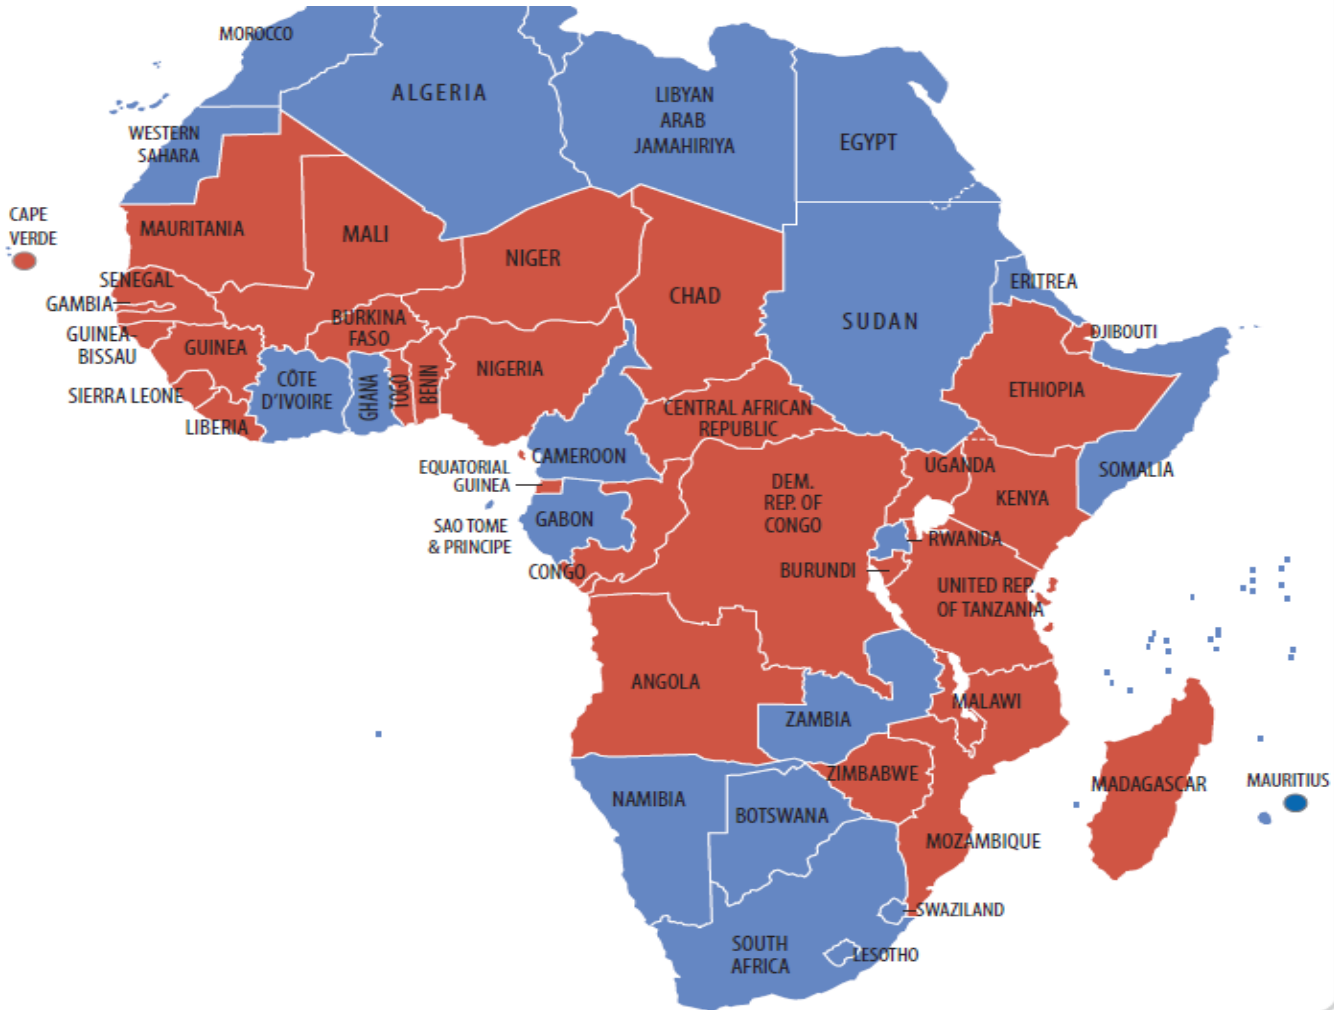 MOROCCO
ALGERIA
LIBYAN
ARAB
JAMAHIRIYA
EGYPT
WESTERN
SAHARA
CAPE
VERDE
MAURITANIA
MALI
NIGER
CHAD
SUDAN
ERITREA
SENEGAL
GAMBIA
GUINEA-
BISSAU
GUINEA
BURKINA
FASO
DJIBOUTI
SIERRA LEONE
LIBERIA
CÔTE
D'IVOIRE
GHANA
TOGO
BENIN
NIGERIA
ETHIOPIA
CENTRAL AFRICAN
REPUBLIC
CAMEROON
EQUATORIAL
GUINEA
SAO TOME
& PRINCIPE
GABON
CONGO
DEM.
REP. OF
CONGO
UGANDA
KENYA
SOMALIA
RWANDA
BURUNDI
UNITED REP.
OF TANZANIA
ANGOLA
ZAMBIA
MALAWI
ZIMBABWE
MADAGASCAR
MAURITIUS
NAMIBIA
BOTSWANA
MOZAMBIQUE
SWAZILAND
SOUTH
AFRICA
LESOTHO